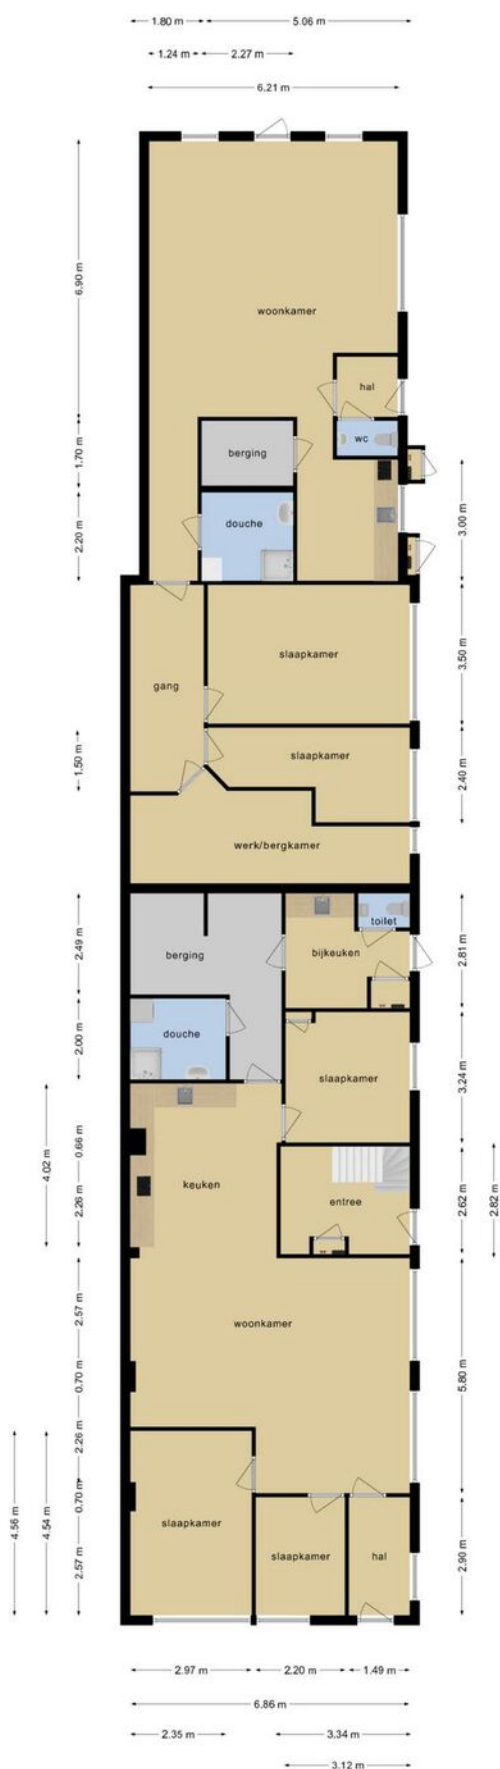 1.80 m 5.06 m
1.24 m 2.27 m
6.21 m
6.90 m
woonkamer
hal
wc
1.70 m
berging
3.00 m
2.20 m
douche
slaapkamer
3.50 m
gang
1.50 m
slaapkamer
2.40 m
werk/bergkamer
2.49 m
toilet
bijkeuken
2.81 m
berging
2.00 m
douche
slaapkamer
3.24 m
4.02 m
0.66 m
keuken
2.26 m
entree
2.62 m
2.82 m
woonkamer
2.57 m
0.70 m
5.80 m
2.26 m
4.56 m
4.54 m
0.70 m
slaapkamer
slaapkamer
hal
2.57 m
2.90 m
2.97 m 2.20 m 1.49 m
6.86 m
2.35 m 3.34 m
3.12 m